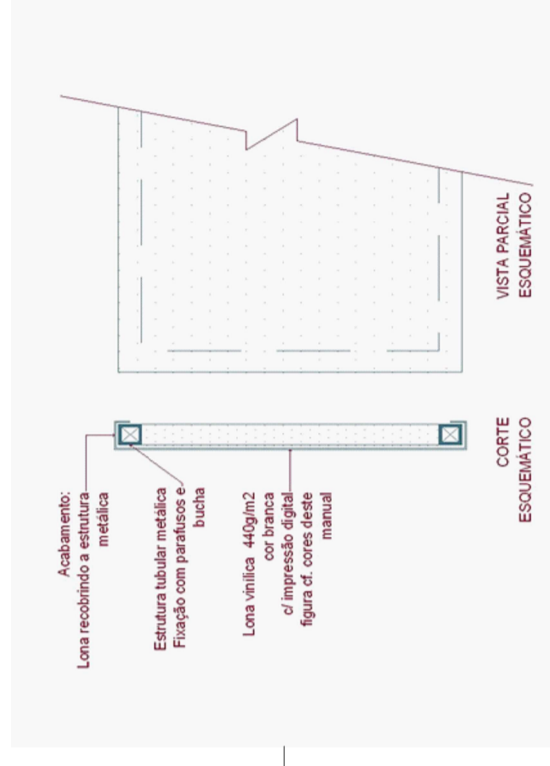 Acabamento:
Lona recobrindo a estrutura
metálica
Estrutura tubular metálica
Fixação com parafusos e
bucha
Lona vinílica 440g/m2
cor branca
c/ impressão digital
figura cf. cores deste
manual
CORTE
ESQUEMÁTICO
VISTA PARCIAL
ESQUEMÁTICO